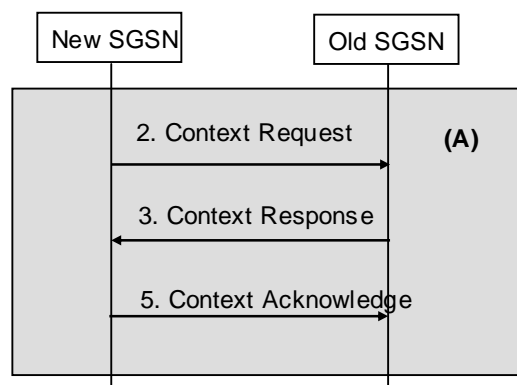 New SGSN
Old SGSN
2. Context Request
(A)
3. Context Response
5. Context Acknowledge